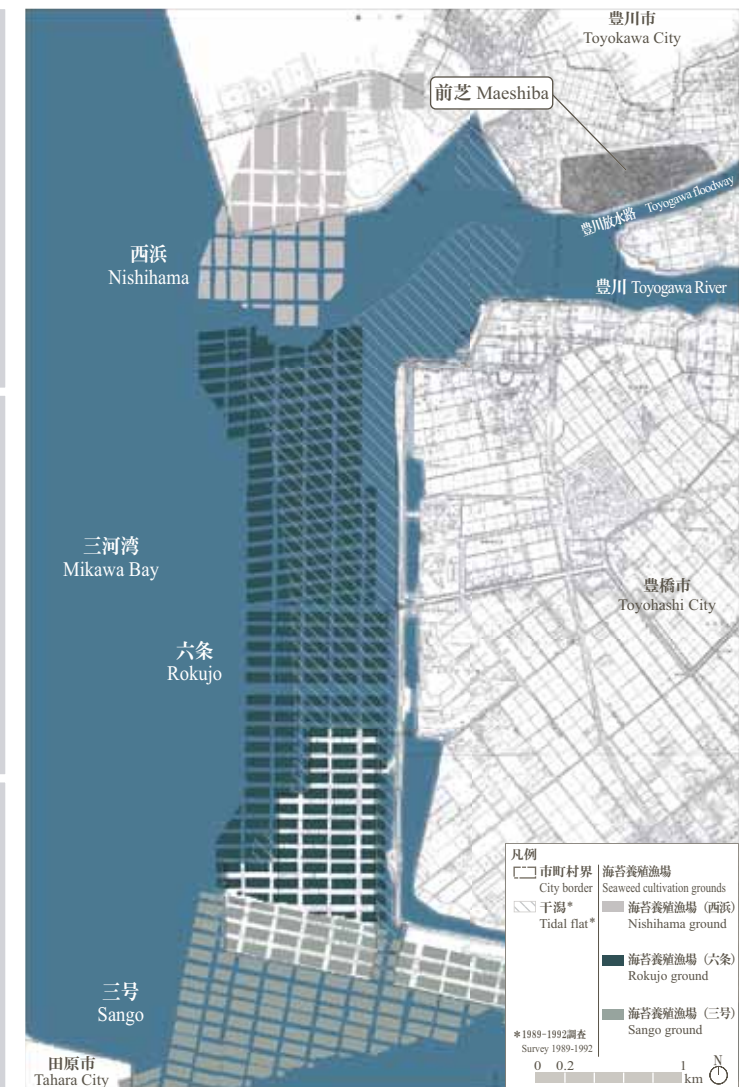 豊川市
Toyokawa City
前芝 Maeshiba
豊川放水路 Toyogawa floodway
西浜
Nishihama
豊川 Toyogawa River
三河湾
Mikawa Bay
豊橋市
Toyohashi City
六条
Rokujo
三号
Sango
田原市
Tahara City
凡例
市町村界
City border
干潟*
Tidal flat*
*1989-1992調査
Survey 1989-1992
海苔養殖漁場
Seaweed cultivation grounds
海苔養殖漁場（西浜）
Nishihama ground
海苔養殖漁場（六条）
Rokujo ground
海苔養殖漁場（三号）
Sango ground
0 0.2 1
km
N